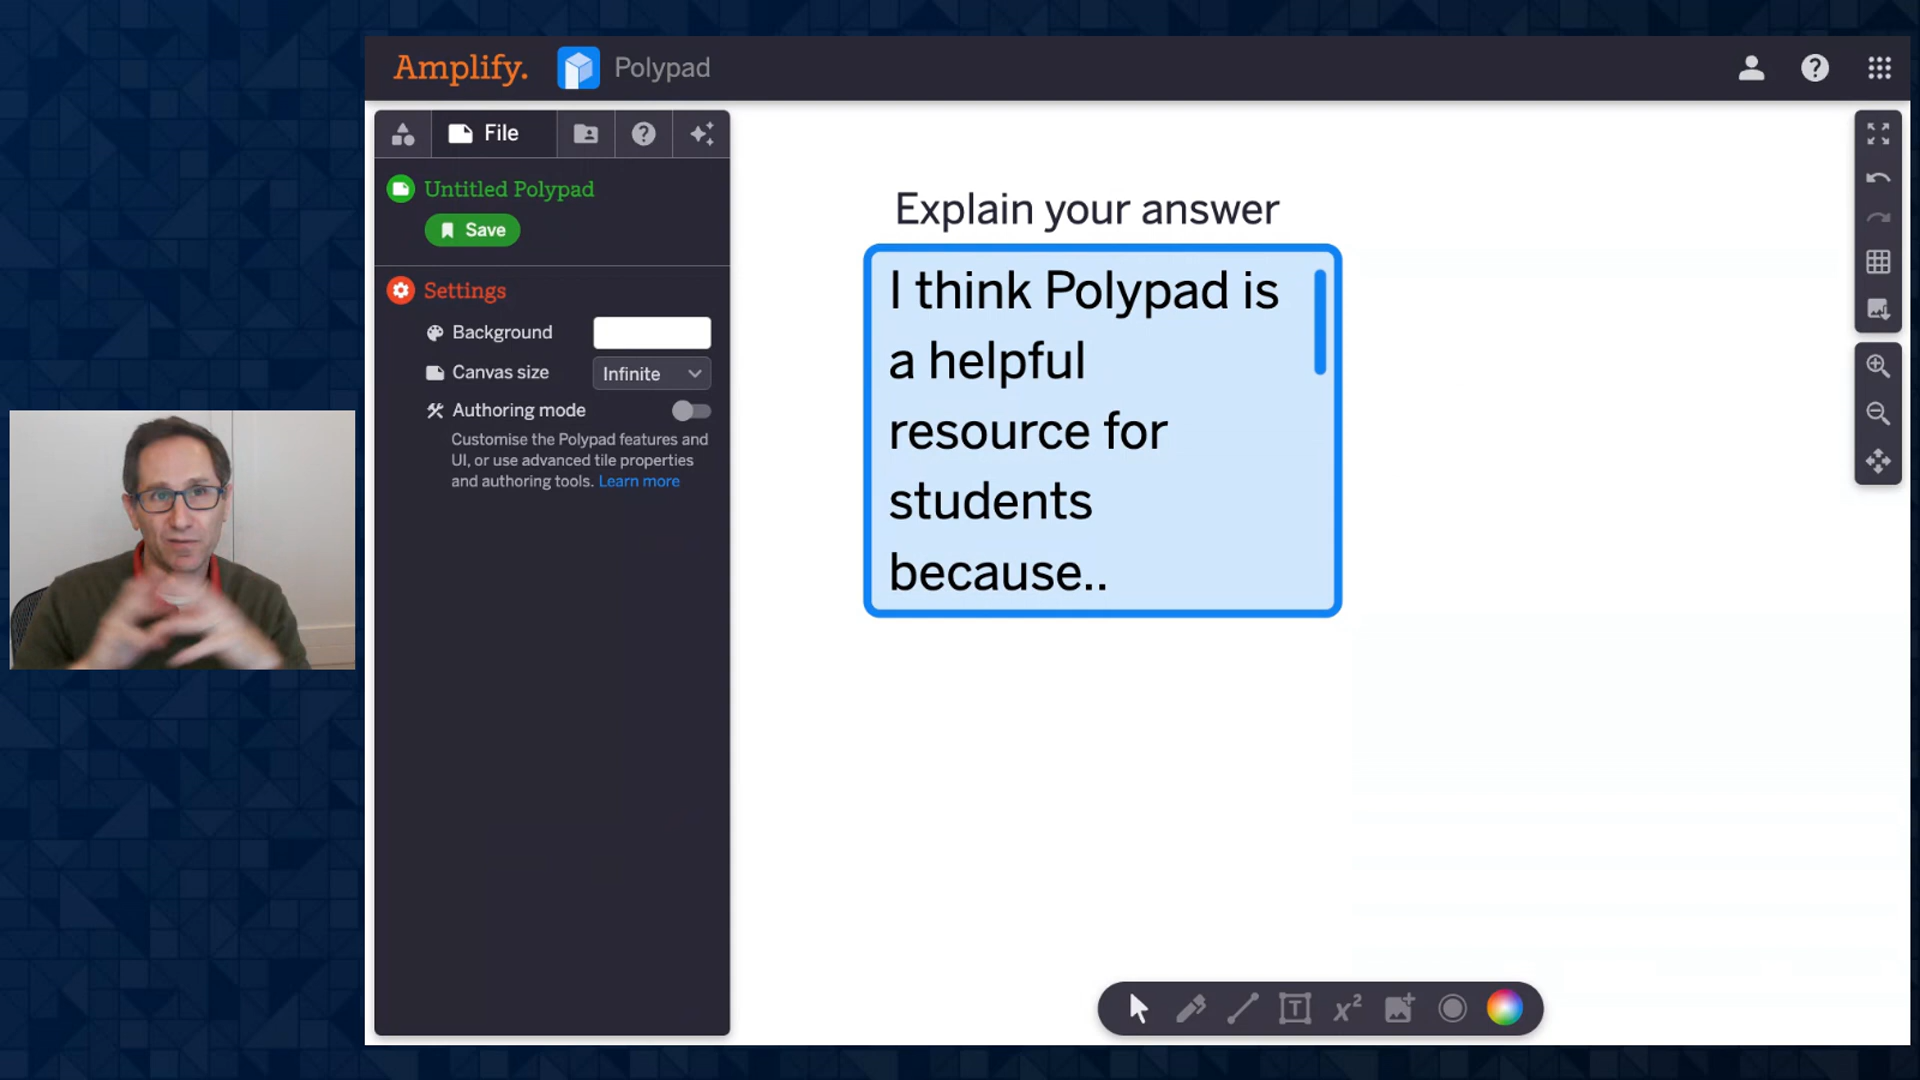 Amplify. Polypad
File
Untitled Polypad
Save
Settings
Background
Canvas size Infinite
Authoring mode
Customise the Polypad features and
UI, or use advanced tile properties
and authoring tools. Learn more
Explain your answer
I think Polypad is
a helpful
resource for
students
because..
T
x²